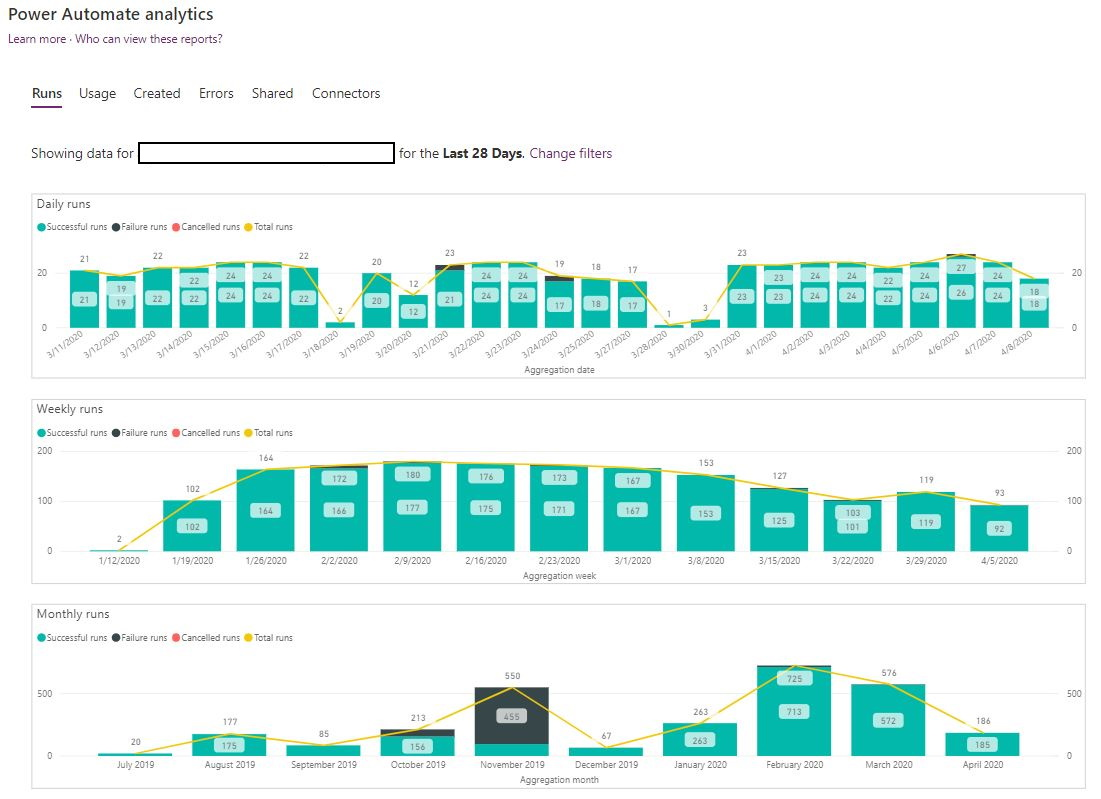 Power Automate analytics
Learn more · Who can view these reports?
Runs Usage Created Errors Shared Connectors
Showing data for for the Last 28 Days. Change filters
Daily runs
Successful runs Failure runs Cancelled runs Total runs
21 22 22 20 12 23 19 18 17 23
19 22 24 24 2 24 24 1 3 23 24 24 22 24 27 24 18
21 19 22 22 24 24 22 20 12 21 24 24 17 18 17 23 23 24 24 22 24 26 24 18
20 20
0 0
3/11/2020 3/12/2020 3/13/2020 3/14/2020 3/15/2020 3/16/2020 3/17/2020 3/18/2020 3/19/2020 3/20/2020 3/21/2020 3/22/2020 3/23/2020 3/24/2020 3/25/2020 3/27/2020 3/28/2020 3/30/2020 3/31/2020 4/1/2020 4/2/2020 4/3/2020 4/4/2020 4/5/2020 4/6/2020 4/7/2020 4/8/2020
Aggregation date
Weekly runs
Successful runs Failure runs Cancelled runs Total runs
200 200
2 102 164 172 180 176 173 167 153 127 103 119 93
100 100
102 164 166 177 175 171 167 153 125 101 119 92
0 0
1/12/2020 1/19/2020 1/26/2020 2/2/2020 2/9/2020 2/16/2020 2/23/2020 3/1/2020 3/8/2020 3/15/2020 3/22/2020 3/29/2020 4/5/2020
Aggregation week
Monthly runs
Successful runs Failure runs Cancelled runs Total runs
20 177 85 213 550 67 263 725 576 186
500 500
175 156 455 263 713 572 185
0 0
July 2019 August 2019 September 2019 October 2019 November 2019 December 2019 January 2020 February 2020 March 2020 April 2020
Aggregation month